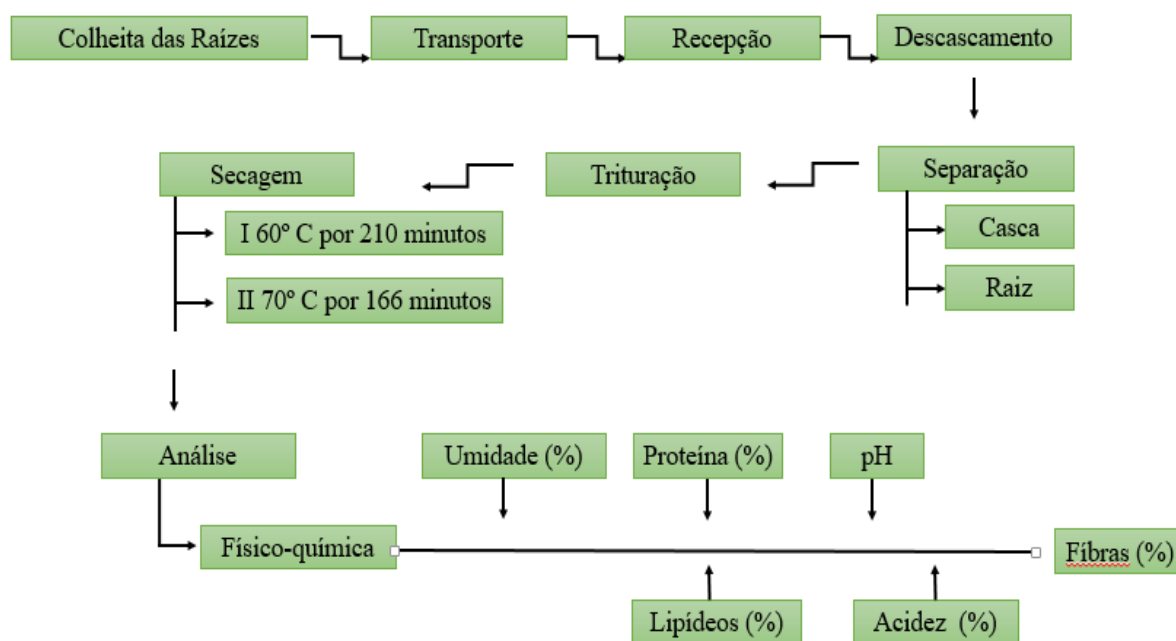 Colheita das Raízes
Transporte
Recepção
Descascamento
Separação
Casca
Raiz
Trituração
Secagem
I 60º C por 210 minutos
II 70º C por 166 minutos
Análise
Físico-química
Umidade (%)
Proteína (%)
pH
Lipídeos (%)
Acidez (%)
Fíbras (%)